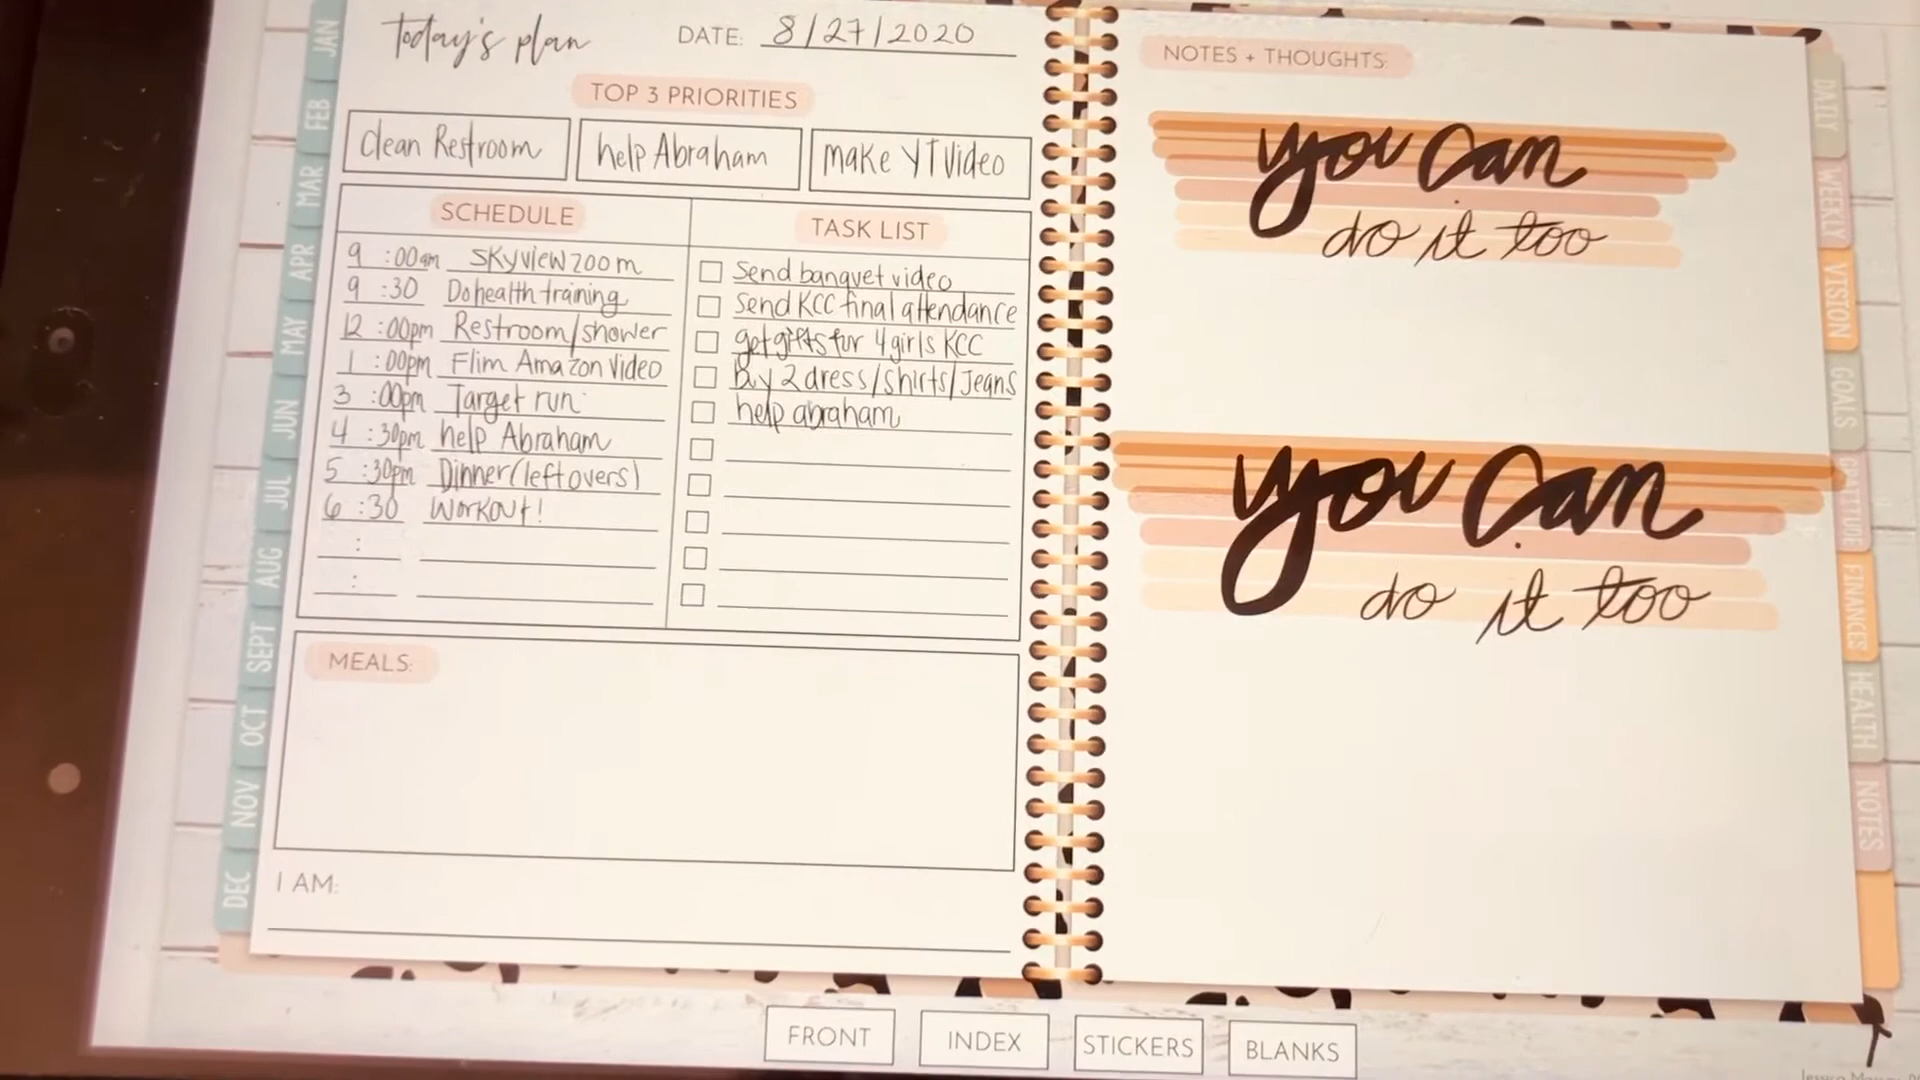 today's plan
DATE: 8/27/2020
TOP 3 PRIORITIES
clean Restroom
help Abraham
make YT Video
SCHEDULE
9 :00am Skyview zoom
9 :30 Do health training
12 :00pm Restroom/shower
1 :00pm Flim Amazon Video
3 :00pm Target run
4 :30pm help Abraham
5 :30pm Dinner (leftovers)
6 :30 Workout!
:
:
TASK LIST
Send banquet video
Send KCC final attendance
get gifts for 4 girls KCC
Buy 2 dress/shirts/Jeans
help abraham
MEALS:
I AM:
NOTES + THOUGHTS:
you can
do it too
you can
do it too
JAN
FEB
MAR
APR
MAY
JUN
JUL
AUG
SEPT
OCT
NOV
DEC
DAILY
WEEKLY
VISION
GOALS
GRATITUDE
FINANCES
HEALTH
NOTES
FRONT
INDEX
STICKERS
BLANKS